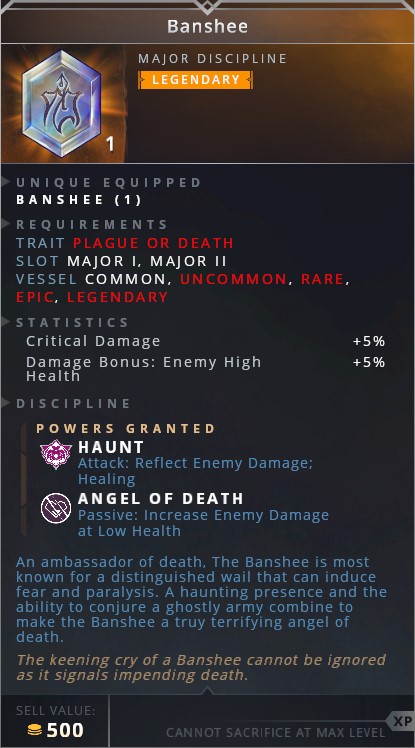 Banshee
MAJOR DISCIPLINE
LEGENDARY
1
UNIQUE EQUIPPED
BANSHEE (1)
REQUIREMENTS
TRAIT PLAGUE OR DEATH
SLOT MAJOR I, MAJOR II
VESSEL COMMON, UNCOMMON, RARE,
EPIC, LEGENDARY
STATISTICS
Critical Damage +5%
Damage Bonus: Enemy High +5%
Health
DISCIPLINE
POWERS GRANTED
HAUNT
Attack: Reflect Enemy Damage;
Healing
ANGEL OF DEATH
Passive: Increase Enemy Damage
at Low Health
An ambassador of death, The Banshee is most
known for a distinguished wail that can induce
fear and paralysis. A haunting presence and the
ability to conjure a ghostly army combine to
make the Banshee a truy terrifying angel of
death.
The keening cry of a Banshee cannot be ignored
as it signals impending death.
SELL VALUE:
500
XP
CANNOT SACRIFICE AT MAX LEVEL